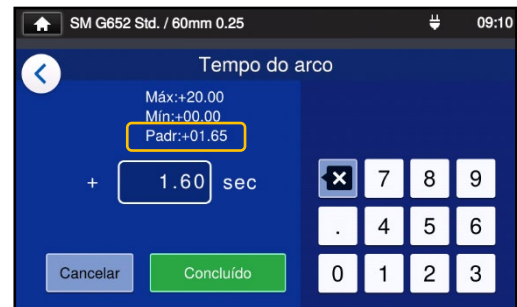 SM G652 Std. / 60mm 0.25 09:10
Tempo do arco
Máx:+20.00
Mín:+00.00
Padr:+01.65
+ 1.60 sec
7 8 9
. 4 5 6
0 1 2 3
Cancelar Concluído